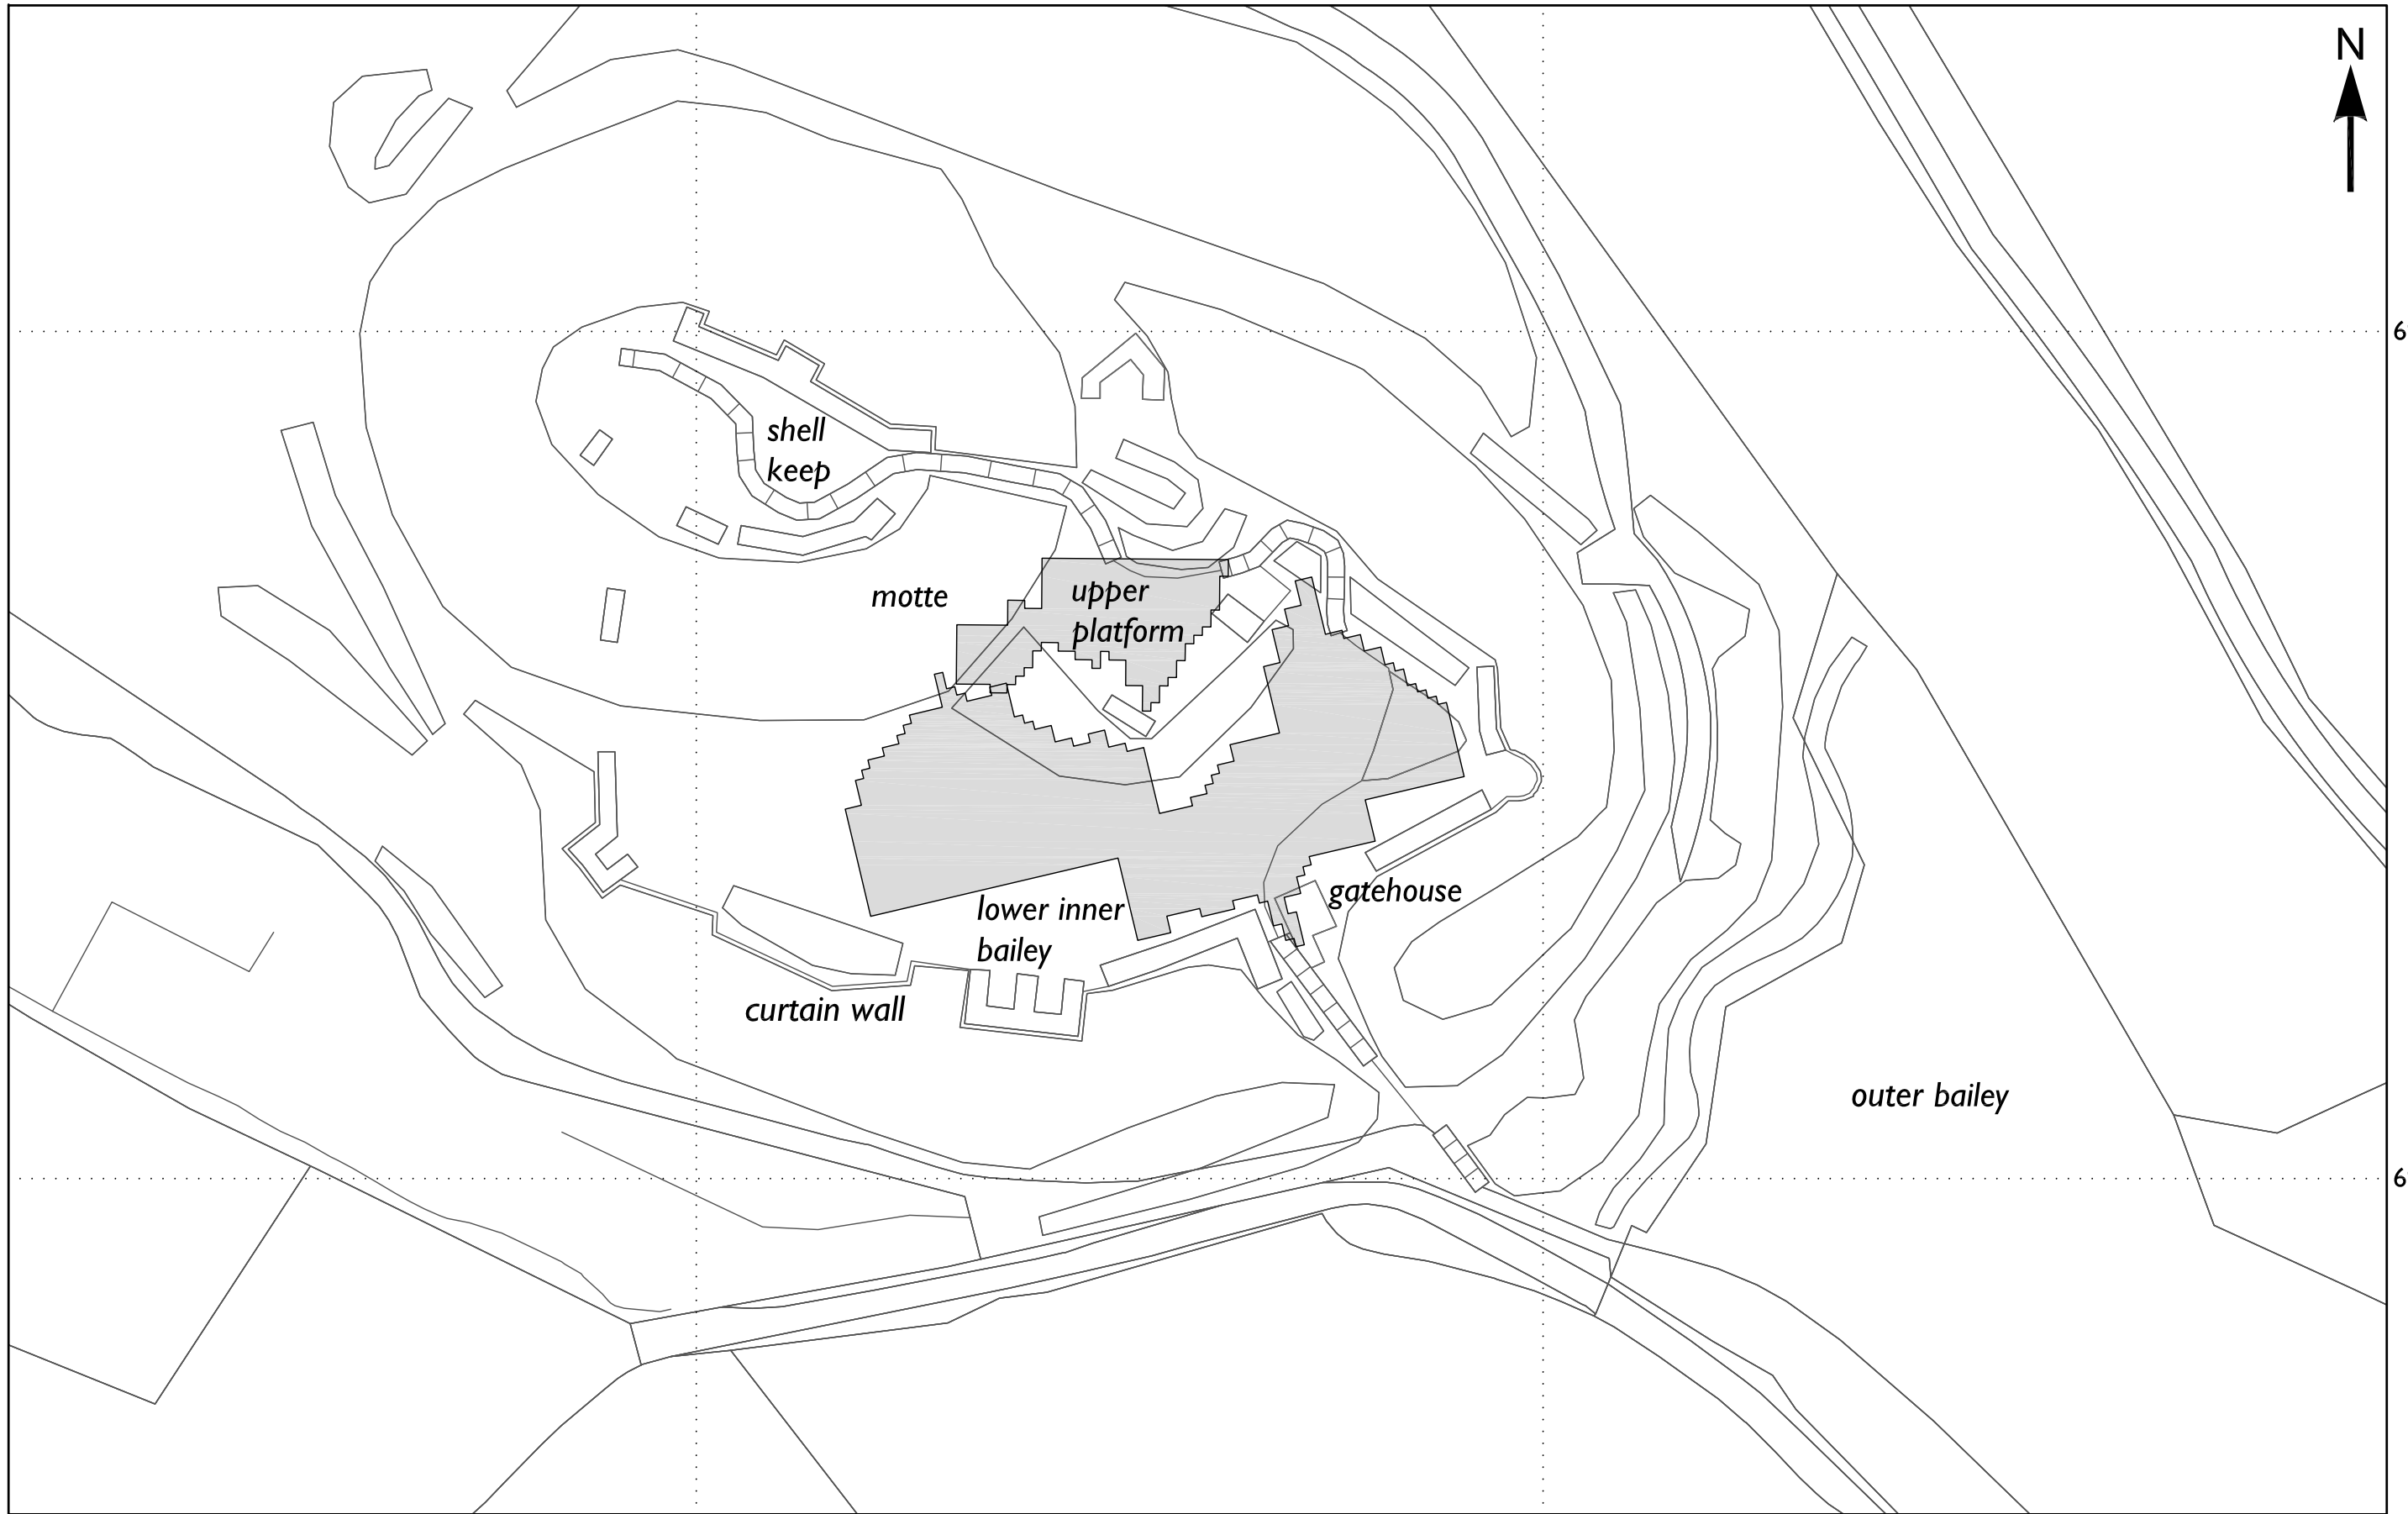 N
6
shell
keep
motte
upper
platform
gatehouse
lower inner
bailey
curtain wall
outer bailey
6